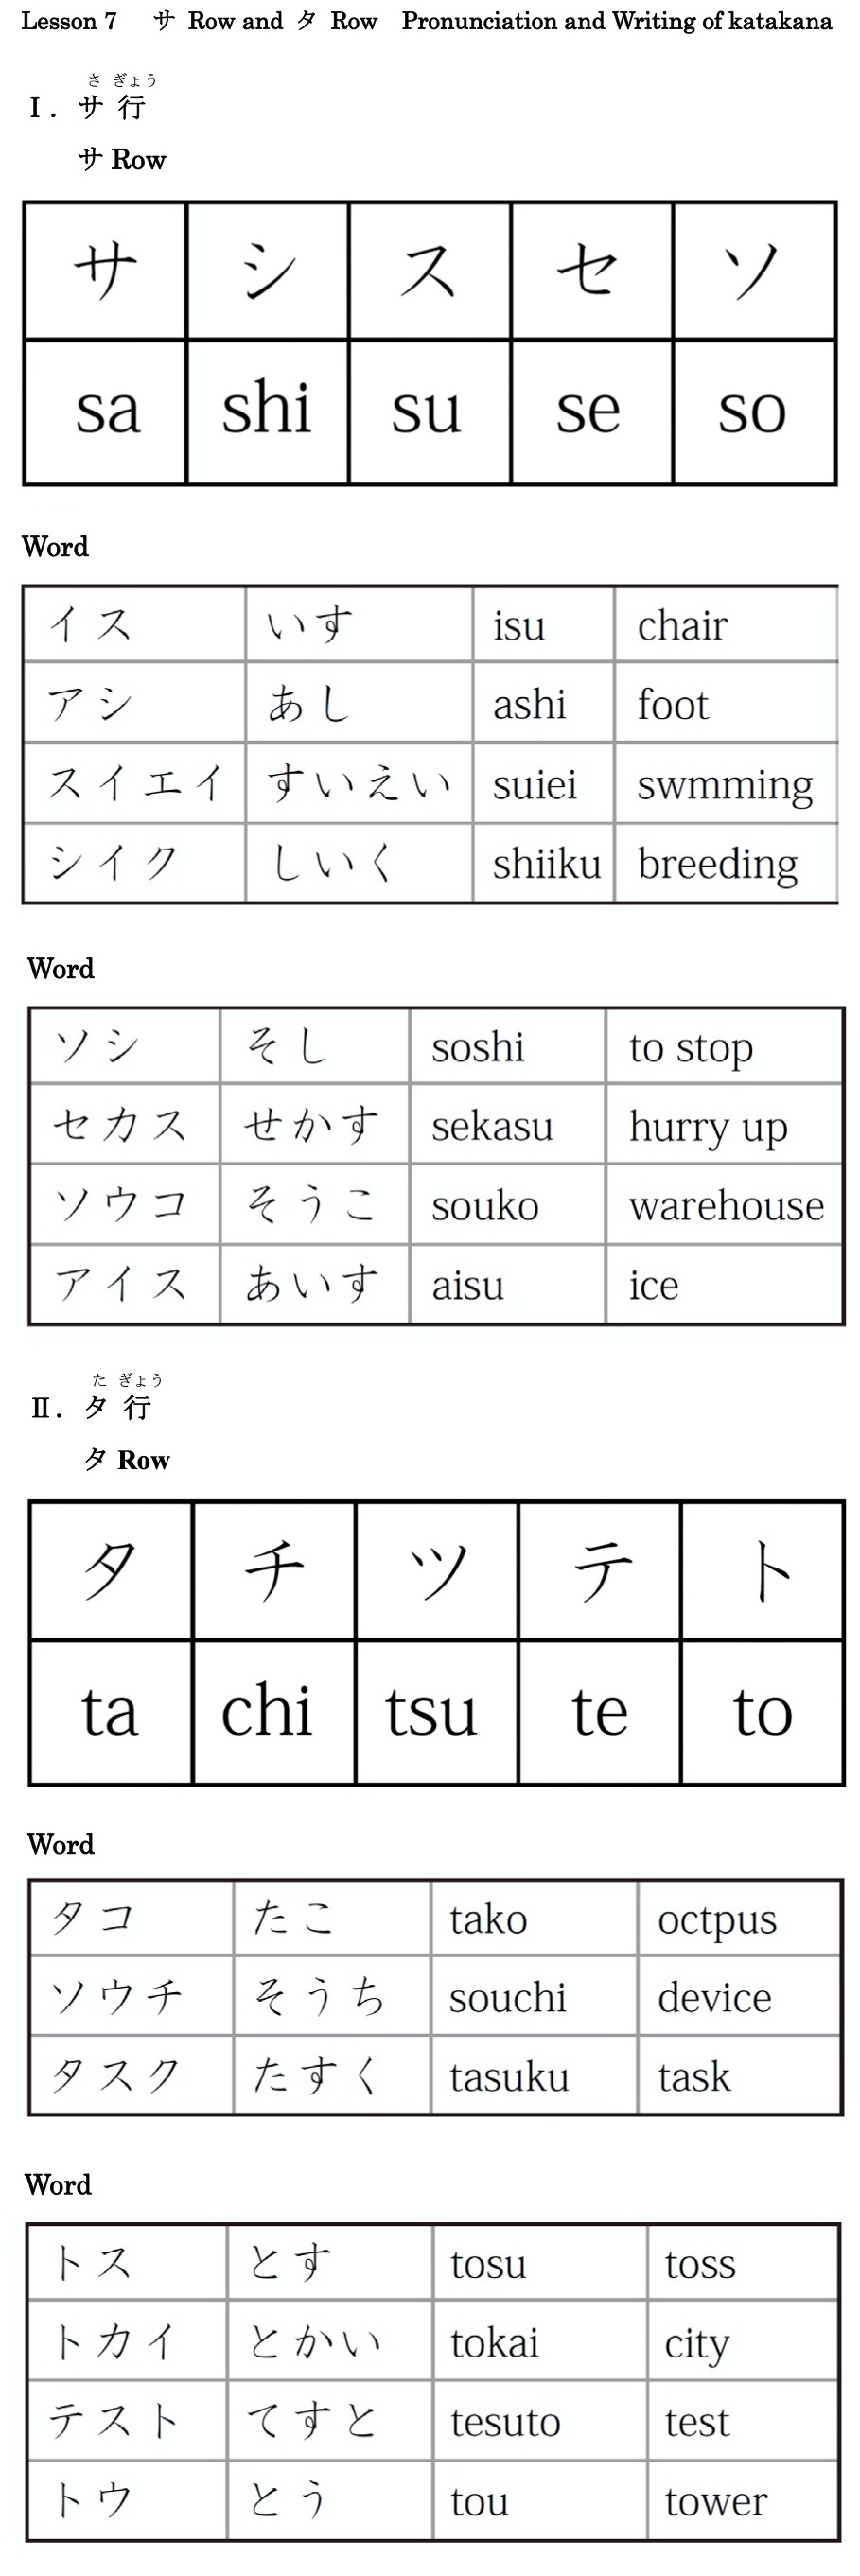 Lesson 7 サ Row and タ Row Pronunciation and Writing of katakana
さ ぎょう
Ⅰ. サ 行
サ Row
サ シ ス セ ソ
sa shi su se so
Word
イス いす isu chair
アシ あし ashi foot
スイエイ すいえい suiei swmming
シイク しいく shiiku breeding
Word
ソシ そし soshi to stop
セカス せかす sekasu hurry up
ソウコ そうこ souko warehouse
アイス あいす aisu ice
た ぎょう
Ⅱ. タ 行
タ Row
タ チ ツ テ ト
ta chi tsu te to
Word
タコ たこ tako octpus
ソウチ そうち souchi device
タスク たすく tasuku task
Word
トス とす tosu toss
トカイ とかい tokai city
テスト てすと tesuto test
トウ とう tou tower